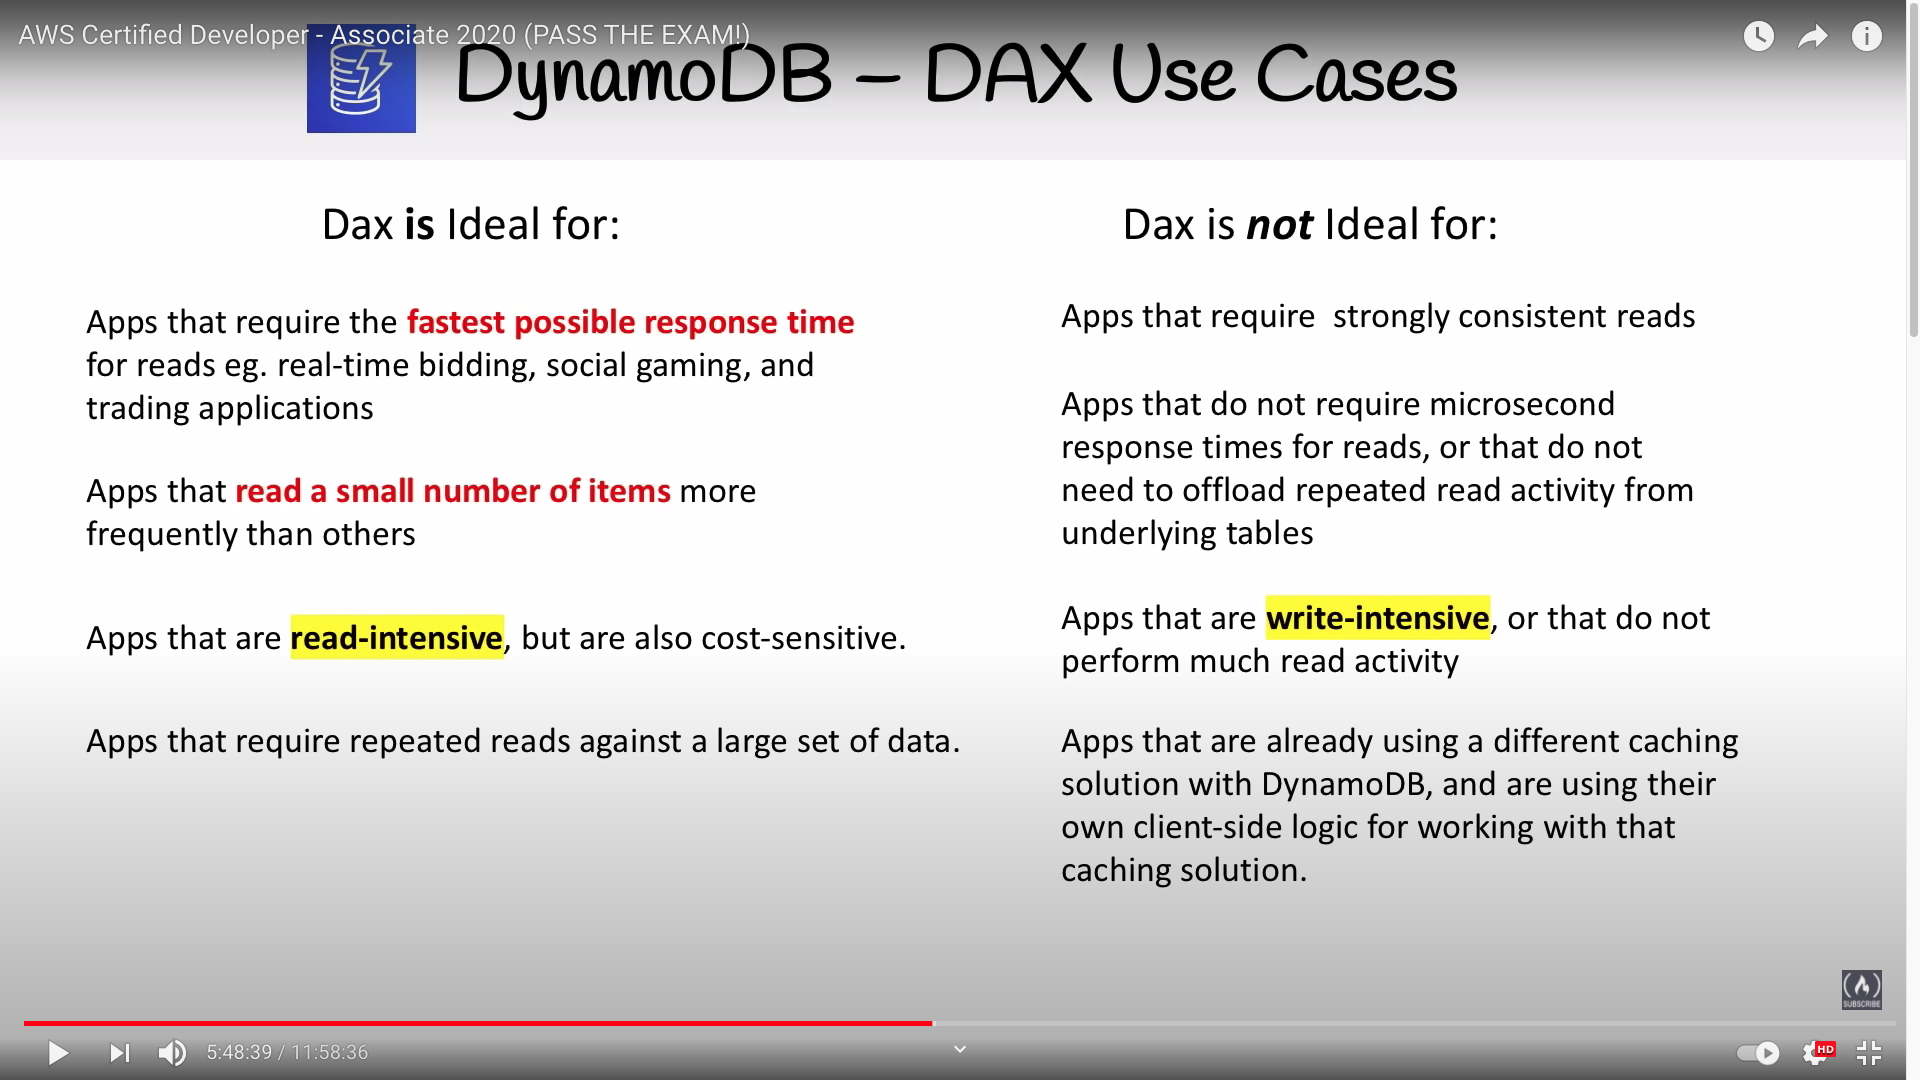 AWS Certified Developer - Associate 2020 (PASS THE EXAM!)
DynamoDB – DAX Use Cases
Dax is Ideal for:
Apps that require the fastest possible response time
for reads eg. real-time bidding, social gaming, and
trading applications
Apps that read a small number of items more
frequently than others
Apps that are read-intensive, but are also cost-sensitive.
Apps that require repeated reads against a large set of data.
Dax is not Ideal for:
Apps that require  strongly consistent reads
Apps that do not require microsecond
response times for reads, or that do not
need to offload repeated read activity from
underlying tables
Apps that are write-intensive, or that do not
perform much read activity
Apps that are already using a different caching
solution with DynamoDB, and are using their
own client-side logic for working with that
caching solution.
SUBSCRIBE
5:48:39 / 11:58:36
HD